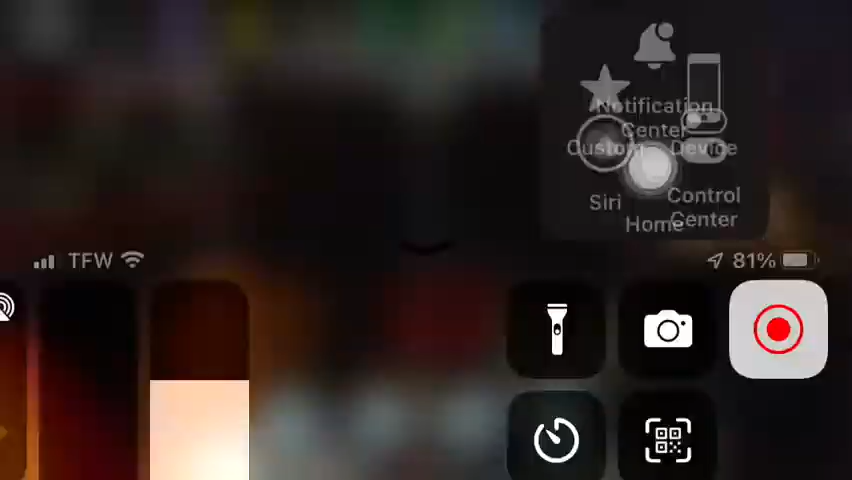 Notification
Center
Custom
Device
Siri
Control
Center
Home
TFW
81%